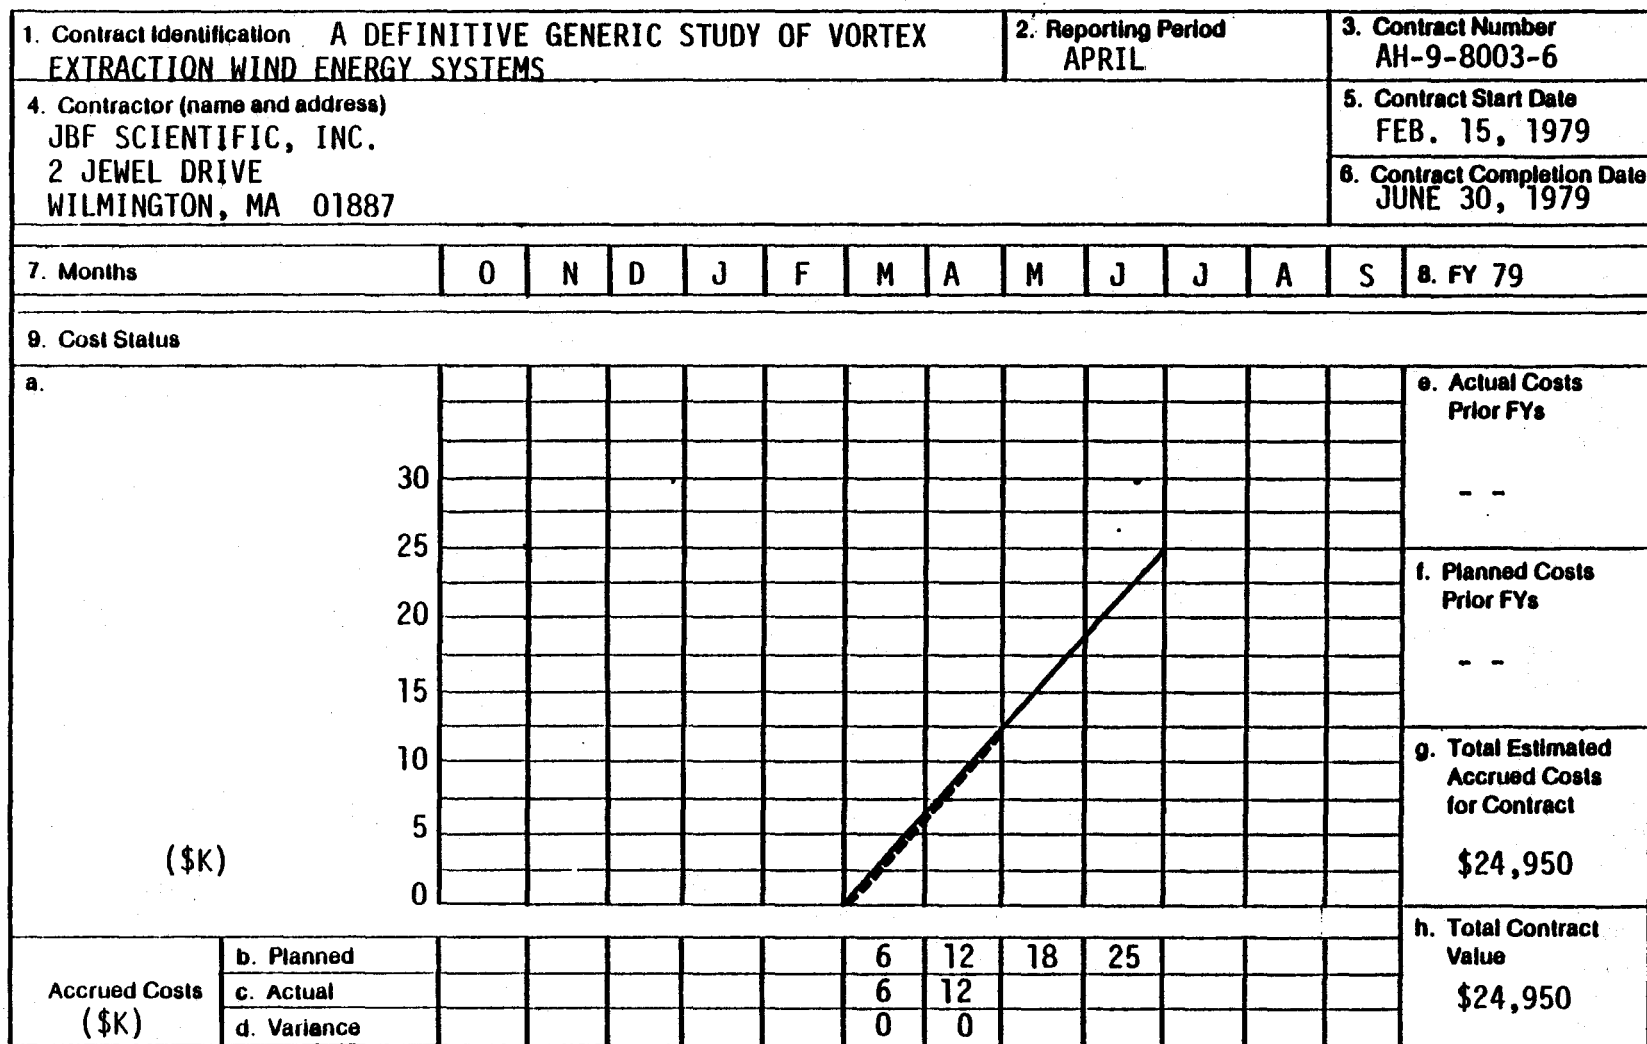 1. Contract Identification A DEFINITIVE GENERIC STUDY OF VORTEX
EXTRACTION WIND ENERGY SYSTEMS
2. Reporting Period
APRIL
3. Contract Number
AH-9-8003-6
4. Contractor (name and address)
JBF SCIENTIFIC, INC.
2 JEWEL DRIVE
WILMINGTON, MA 01887
5. Contract Start Date
FEB. 15, 1979
6. Contract Completion Date
JUNE 30, 1979
7. Months O N D J F M A M J J A S 8. FY 79
9. Cost Status
a.
30
25
20
15
10
5
0
($K)
e. Actual Costs
Prior FYs
- -
f. Planned Costs
Prior FYs
- -
g. Total Estimated
Accrued Costs
for Contract
$24,950
h. Total Contract
Value
$24,950
Accrued Costs
($K)
b. Planned 6 12 18 25
c. Actual 6 12
d. Variance 0 0